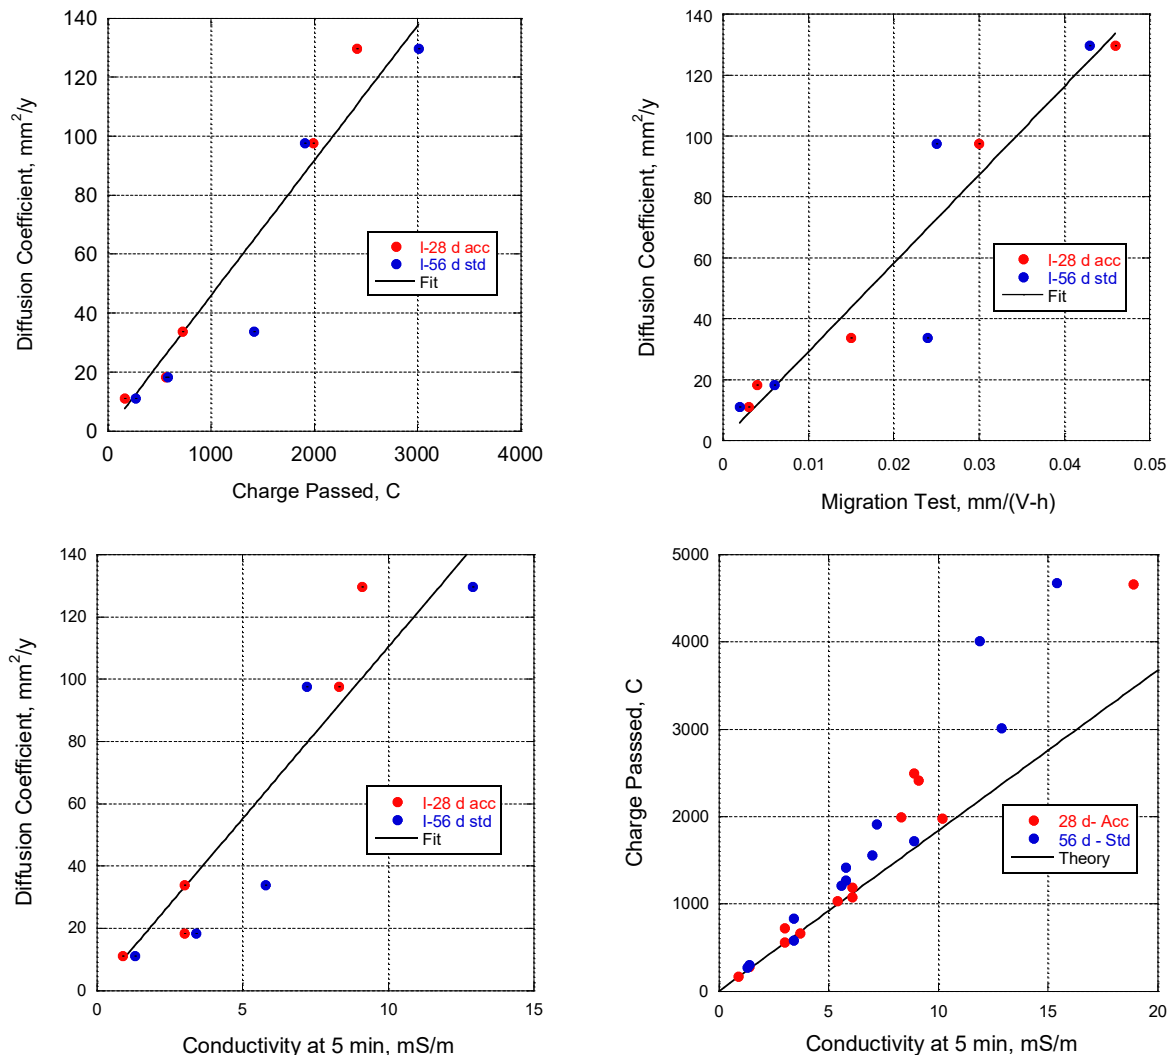 140
120
100
80
60
40
20
0
Diffusion Coefficient, mm²/y
I-28 d acc
I-56 d std
Fit
0 1000 2000 3000 4000
Charge Passed, C
140
120
100
80
60
40
20
0
Diffusion Coefficient, mm²/y
I-28 d acc
I-56 d std
Fit
0 0.01 0.02 0.03 0.04 0.05
Migration Test, mm/(V-h)
140
120
100
80
60
40
20
0
Diffusion Coefficient, mm²/y
I-28 d acc
I-56 d std
Fit
0 5 10 15
Conductivity at 5 min, mS/m
5000
4000
3000
2000
1000
0
Charge Passsed, C
28 d- Acc
56 d - Std
Theory
0 5 10 15 20
Conductivity at 5 min, mS/m